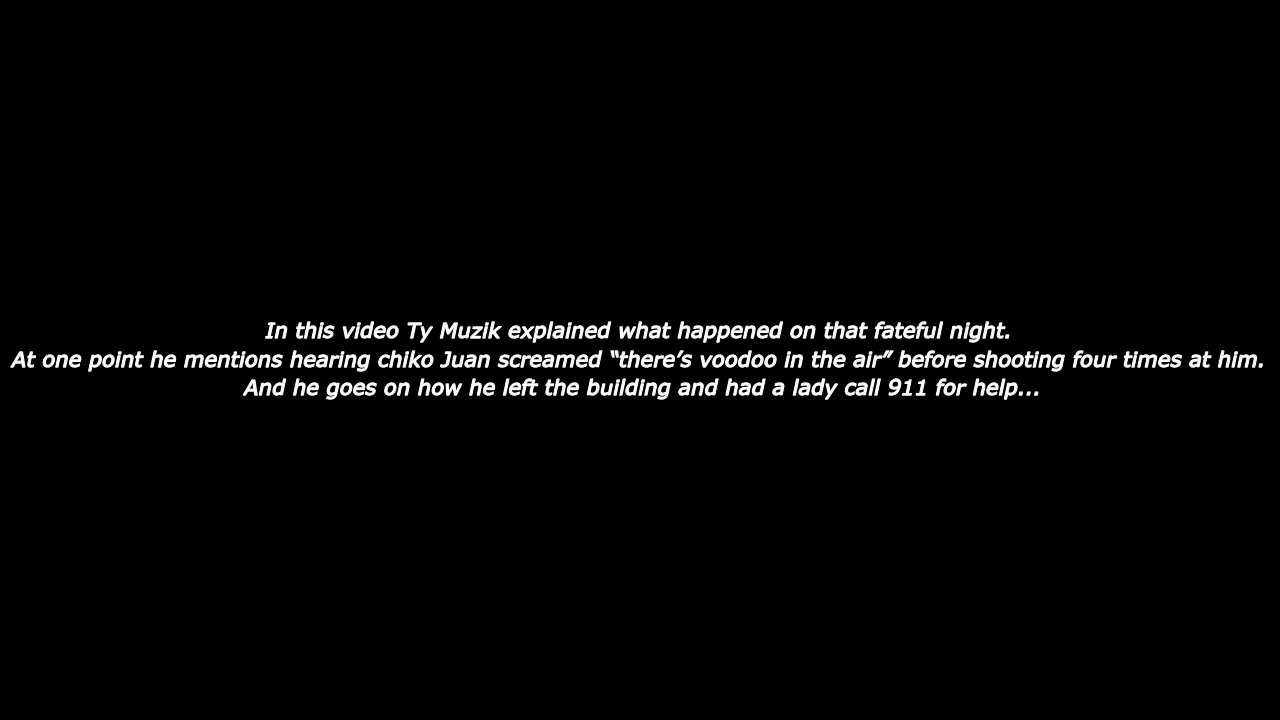 In this video Ty Muzik explained what happened on that fateful night.
At one point he mentions hearing chiko Juan screamed “there’s voodoo in the air” before shooting four times at him.
And he goes on how he left the building and had a lady call 911 for help...